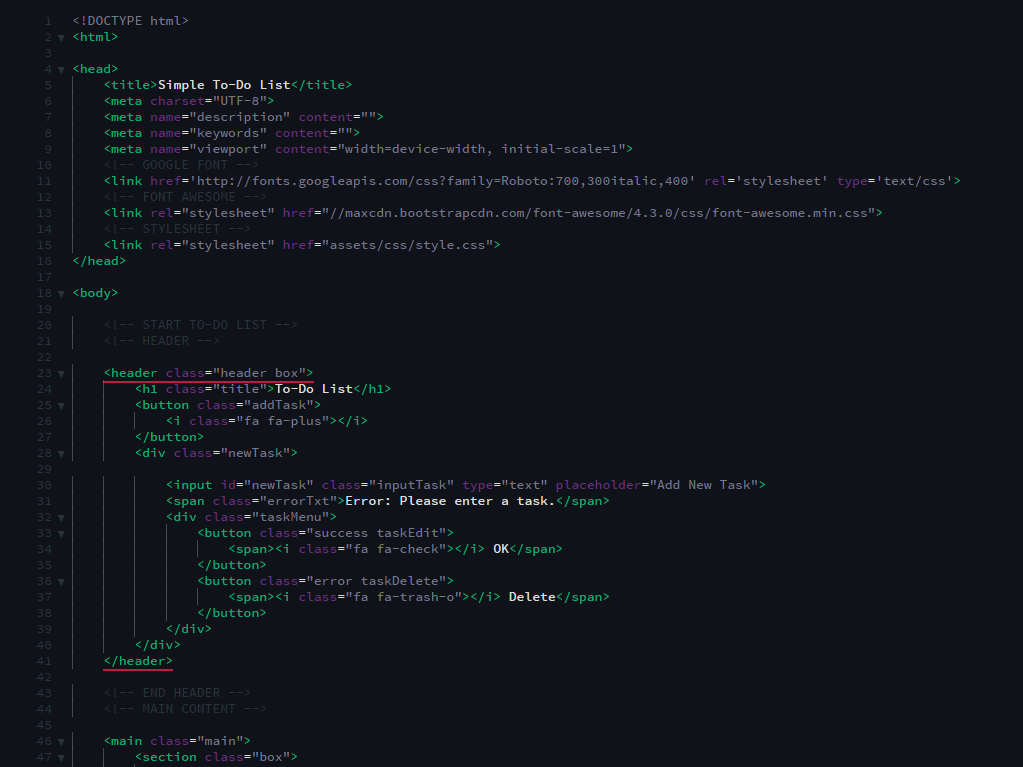 1 <!DOCTYPE html>
2 <html>
3
4 <head>
5 <title>Simple To-Do List</title>
6 <meta charset="UTF-8">
7 <meta name="description" content="">
8 <meta name="keywords" content="">
9 <meta name="viewport" content="width=device-width, initial-scale=1">
10 <!-- GOOGLE FONT -->
11 <link href='http://fonts.googleapis.com/css?family=Roboto:700,300italic,400' rel='stylesheet' type='text/css'>
12 <!-- FONT AWESOME -->
13 <link rel="stylesheet" href="//maxcdn.bootstrapcdn.com/font-awesome/4.3.0/css/font-awesome.min.css">
14 <!-- STYLESHEET -->
15 <link rel="stylesheet" href="assets/css/style.css">
16 </head>
17
18 <body>
19
20 <!-- START TO-DO LIST -->
21 <!-- HEADER -->
22
23 <header class="header box">
24 <h1 class="title">To-Do List</h1>
25 <button class="addTask">
26 <i class="fa fa-plus"></i>
27 </button>
28 <div class="newTask">
29
30 <input id="newTask" class="inputTask" type="text" placeholder="Add New Task">
31 <span class="errorTxt">Error: Please enter a task.</span>
32 <div class="taskMenu">
33 <button class="success taskEdit">
34 <span><i class="fa fa-check"></i> OK</span>
35 </button>
36 <button class="error taskDelete">
37 <span><i class="fa fa-trash-o"></i> Delete</span>
38 </button>
39 </div>
40 </div>
41 </header>
42
43 <!-- END HEADER -->
44 <!-- MAIN CONTENT -->
45
46 <main class="main">
47 <section class="box">